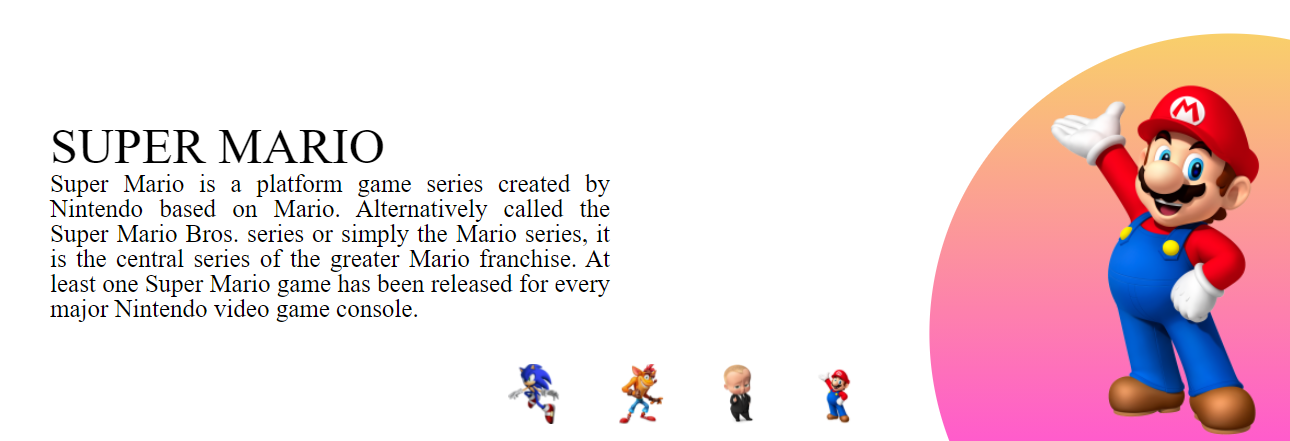 SUPER MARIO
Super Mario is a platform game series created by
Nintendo based on Mario. Alternatively called the
Super Mario Bros. series or simply the Mario series, it
is the central series of the greater Mario franchise. At
least one Super Mario game has been released for every
major Nintendo video game console.
M